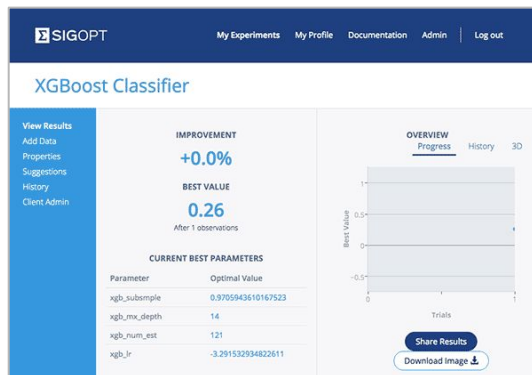 SIGOPT
My Experiments My Profile Documentation Admin Log out
XGBoost Classifier
View Results
Add Data
Properties
Suggestions
History
Client Admin
IMPROVEMENT
+0.0%
BEST VALUE
0.26
After 1 observations
CURRENT BEST PARAMETERS
Parameter Optimal Value
xgb_subsmple 0.9705943610167523
xgb_mx_depth 14
xgb_num_est 121
xgb_lr -3.291532934822611
OVERVIEW
Progress History 3D
Best Value
1
0.5
0
−0.5
0 1
Trials
Share Results
Download Image